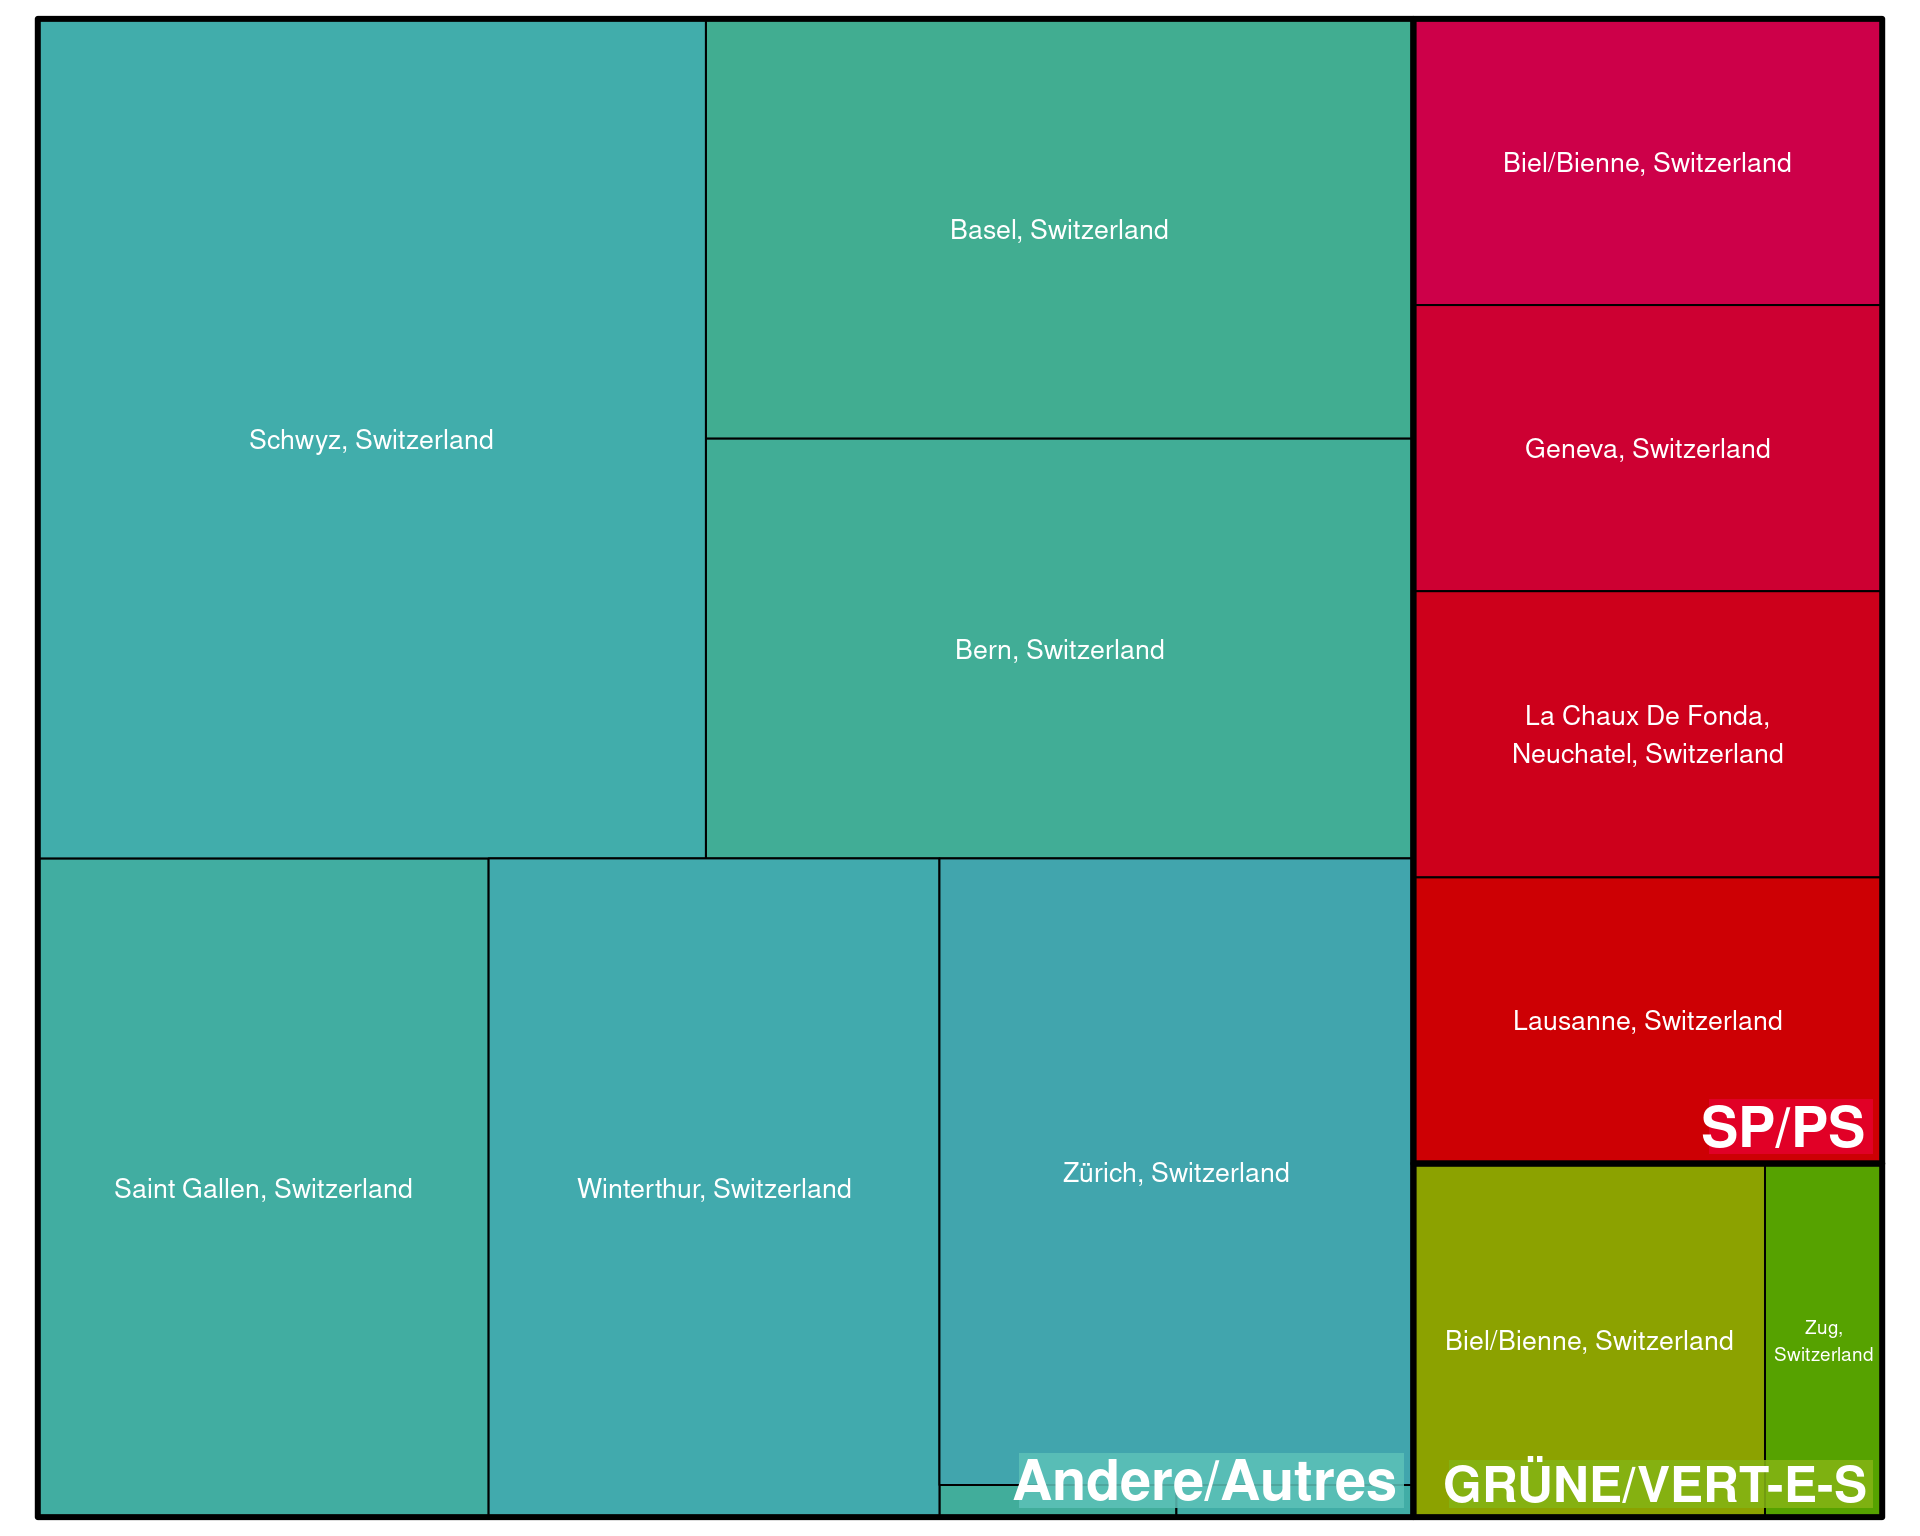 Schwyz, Switzerland
Basel, Switzerland
Bern, Switzerland
Saint Gallen, Switzerland
Winterthur, Switzerland
Zürich, Switzerland
Andere/Autres
Biel/Bienne, Switzerland
Geneva, Switzerland
La Chaux De Fonda,
Neuchatel, Switzerland
Lausanne, Switzerland
SP/PS
Biel/Bienne, Switzerland
Zug,
Switzerland
GRÜNE/VERT-E-S